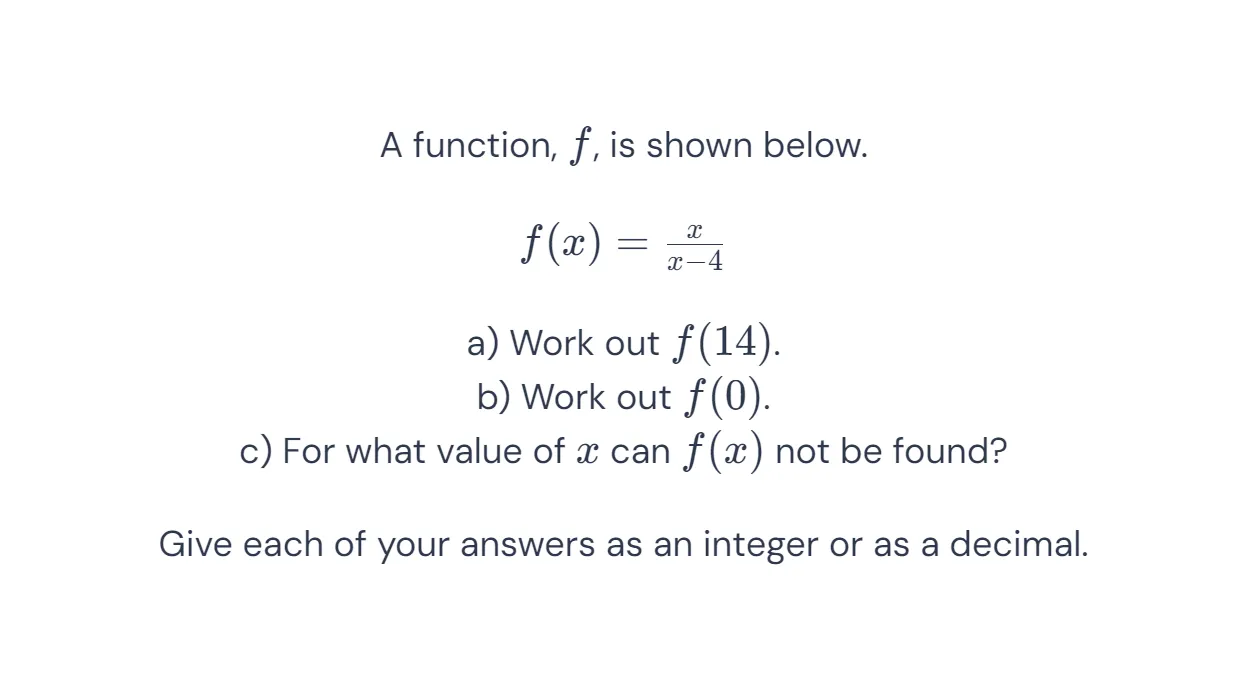 A function, f, is shown below.
f(x) = x/(x−4)
a) Work out f(14).
b) Work out f(0).
c) For what value of x can f(x) not be found?
Give each of your answers as an integer or as a decimal.